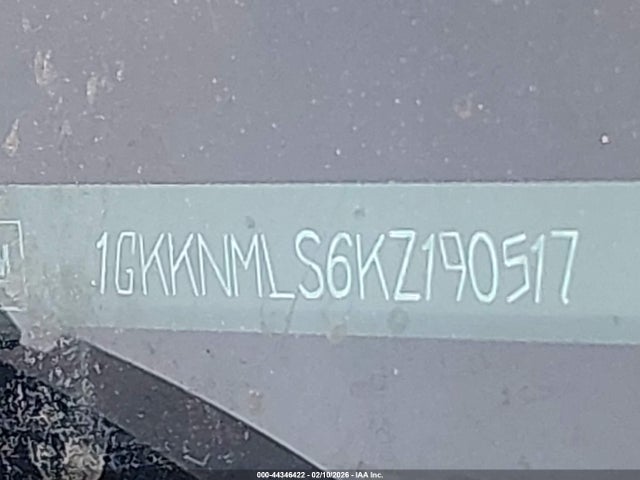 1GKKNMLS6KZ190517
000-44346422 - 02/10/2026 - IAA Inc.